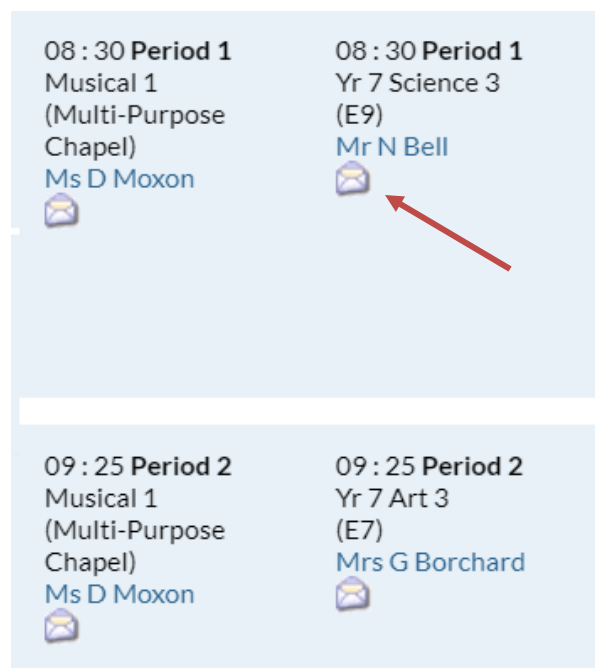 08 : 30 Period 1
Musical 1
(Multi-Purpose
Chapel)
Ms D Moxon
08 : 30 Period 1
Yr 7 Science 3
(E9)
Mr N Bell
09 : 25 Period 2
Musical 1
(Multi-Purpose
Chapel)
Ms D Moxon
09 : 25 Period 2
Yr 7 Art 3
(E7)
Mrs G Borchard